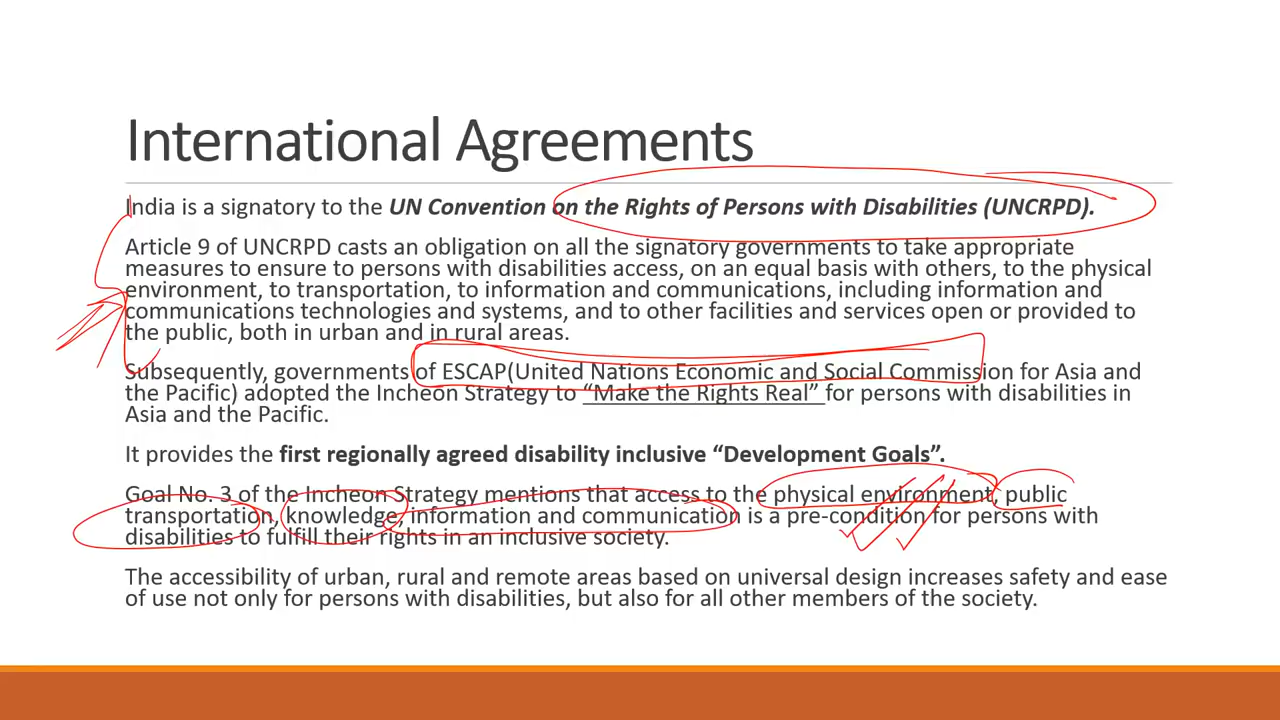 International Agreements
India is a signatory to the UN Convention on the Rights of Persons with Disabilities (UNCRPD).
Article 9 of UNCRPD casts an obligation on all the signatory governments to take appropriate
measures to ensure to persons with disabilities access, on an equal basis with others, to the physical
environment, to transportation, to information and communications, including information and
communications technologies and systems, and to other facilities and services open or provided to
the public, both in urban and in rural areas.
Subsequently, governments of ESCAP(United Nations Economic and Social Commission for Asia and
the Pacific) adopted the Incheon Strategy to “Make the Rights Real” for persons with disabilities in
Asia and the Pacific.
It provides the first regionally agreed disability inclusive “Development Goals”.
Goal No. 3 of the Incheon Strategy mentions that access to the physical environment, public
transportation, knowledge, information and communication is a pre-condition for persons with
disabilities to fulfill their rights in an inclusive society.
The accessibility of urban, rural and remote areas based on universal design increases safety and ease
of use not only for persons with disabilities, but also for all other members of the society.